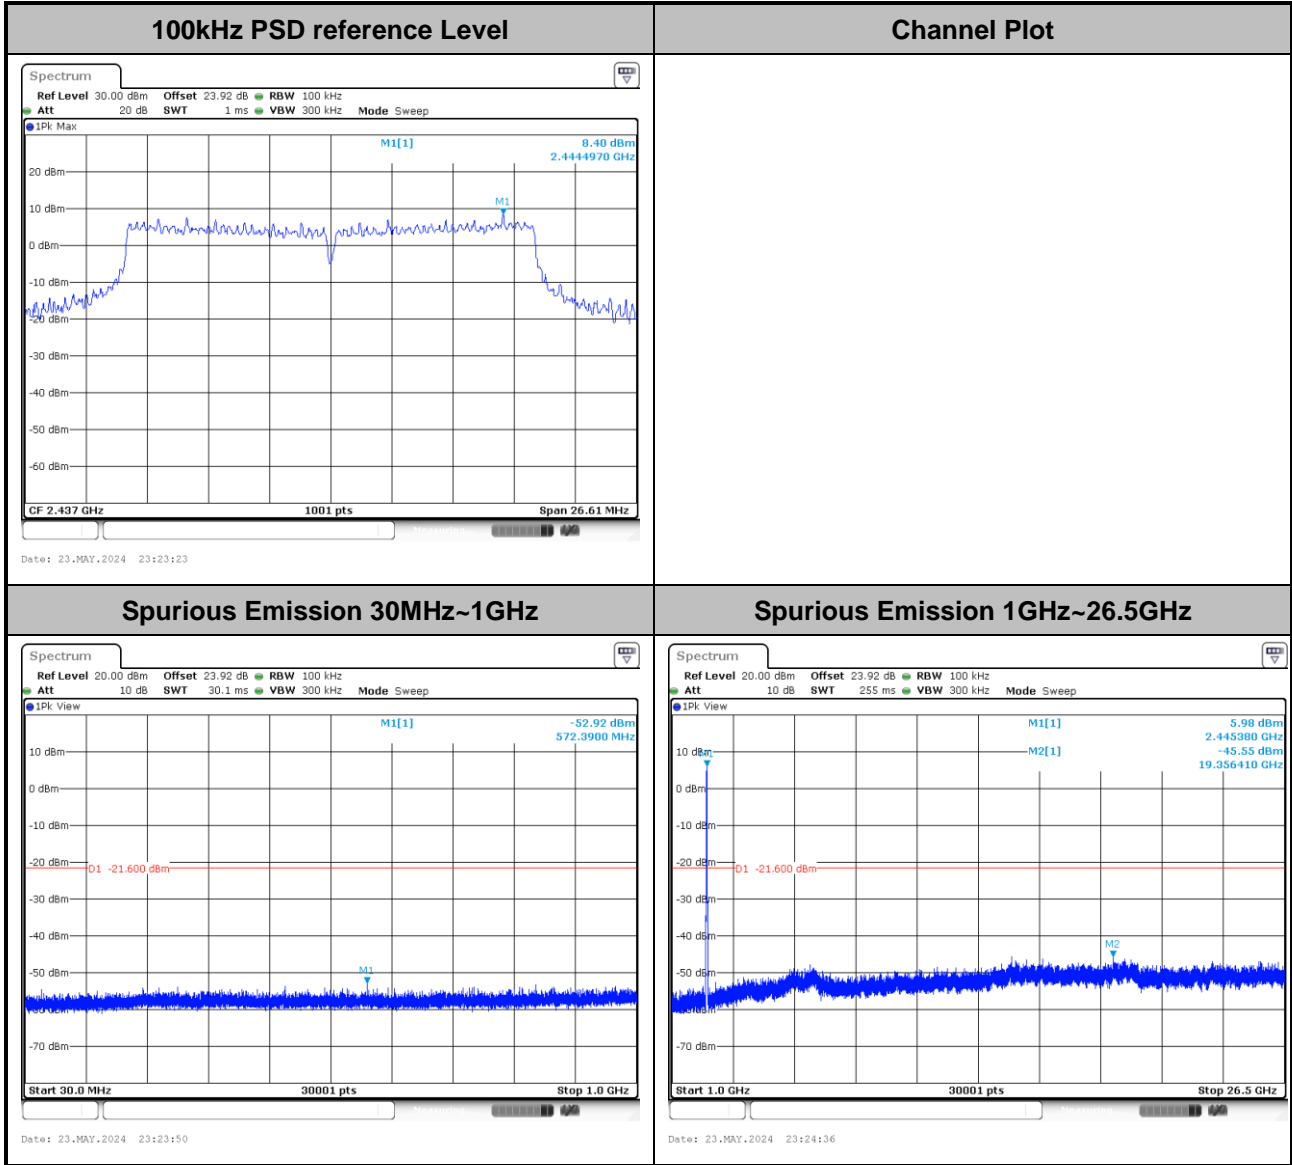 100kHz PSD reference Level
Channel Plot
Spectrum
Ref Level 30.00 dBm Offset 23.92 dB RBW 100 kHz
Att 20 dB SWT 1 ms VBW 300 kHz Mode Sweep
1Pk Max
M1[1] 8.40 dBm
2.4444970 GHz
20 dBm
M1
10 dBm
0 dBm
-10 dBm
-20 dBm
-30 dBm
-40 dBm
-50 dBm
-60 dBm
CF 2.437 GHz 1001 pts Span 26.61 MHz
Date: 23.MAY.2024 23:23:23
Spurious Emission 30MHz~1GHz
Spurious Emission 1GHz~26.5GHz
Spectrum
Ref Level 20.00 dBm Offset 23.92 dB RBW 100 kHz
Att 10 dB SWT 30.1 ms VBW 300 kHz Mode Sweep
1Pk View
M1[1] -52.92 dBm
572.3900 MHz
10 dBm
0 dBm
-10 dBm
-20 dBm
D1 -21.600 dBm
-30 dBm
-40 dBm
-50 dBm
M1
-60 dBm
-70 dBm
Start 30.0 MHz 30001 pts Stop 1.0 GHz
Date: 23.MAY.2024 23:23:50
Spectrum
Ref Level 20.00 dBm Offset 23.92 dB RBW 100 kHz
Att 10 dB SWT 255 ms VBW 300 kHz Mode Sweep
1Pk View
M1[1] 5.98 dBm
2.445380 GHz
10 dBm M1 M2[1] -45.55 dBm
19.356410 GHz
0 dBm
-10 dBm
-20 dBm
D1 -21.600 dBm
-30 dBm
-40 dBm
M2
-50 dBm
-60 dBm
-70 dBm
Start 1.0 GHz 30001 pts Stop 26.5 GHz
Date: 23.MAY.2024 23:24:36